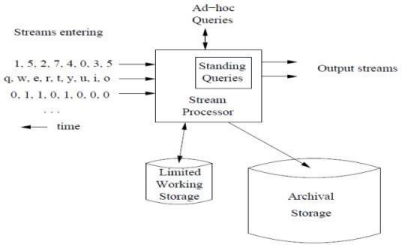 Ad-hoc
Queries
Streams entering
1, 5, 2, 7, 4, 0, 3, 5
q, w, e, r, t, y, u, i, o
0, 1, 1, 0, 1, 0, 0, 0
. . .
time
Standing
Queries
Stream
Processor
Output streams
Limited
Working
Storage
Archival
Storage